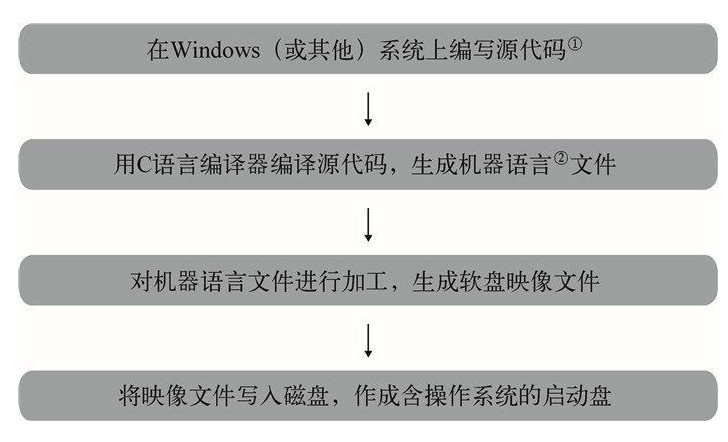 在Windows（或其他）系统上编写源代码①
用C语言编译器编译源代码，生成机器语言②文件
对机器语言文件进行加工，生成软盘映像文件
将映像文件写入磁盘，作成含操作系统的启动盘